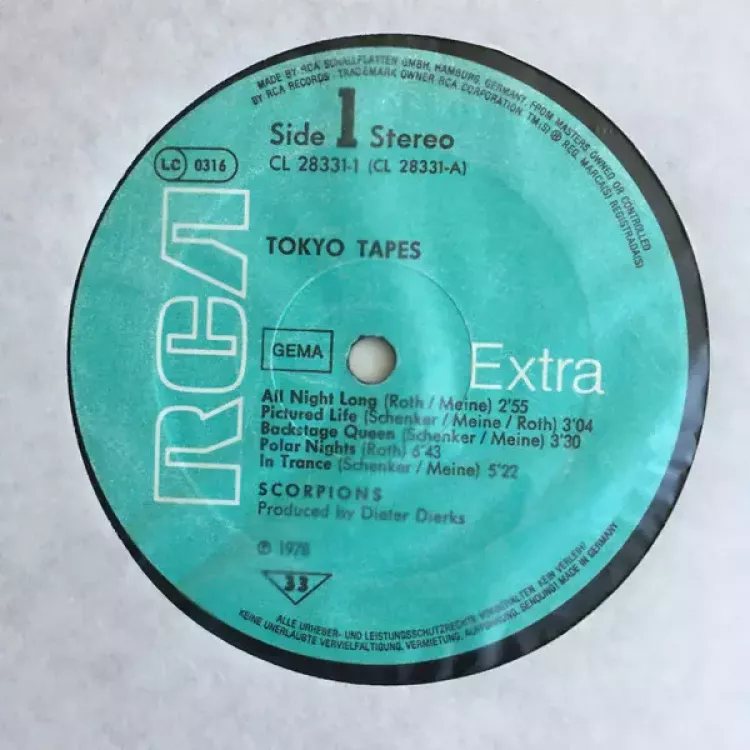 MADE BY RCA SCHALLPLATTEN GMBH, HAMBURG, GERMANY, FROM MASTERS OWNED OR CONTROLLED
BY RCA RECORDS · TRADEMARK OWNER RCA CORPORATION TM(S) ® REG. MARCA(S) REGISTRADA(S)
Side 1 Stereo
CL 28331-1 (CL 28331-A)
LC 0316
RCA
TOKYO TAPES
GEMA
Extra
All Night Long (Roth / Meine) 2'55
Pictured Life (Schenker / Meine / Roth) 3'04
Backstage Queen (Schenker / Meine) 3'30
Polar Nights (Roth) 6'43
In Trance (Schenker / Meine) 5'22
SCORPIONS
Produced by Dieter Dierks
℗ 1978
33
ALLE URHEBER- UND LEISTUNGSSCHUTZRECHTE VORBEHALTEN. KEIN VERLEIH!
KEINE UNERLAUBTE VERVIELFÄLTIGUNG, VERMIETUNG, AUFFÜHRUNG, SENDUNG! MADE IN GERMANY